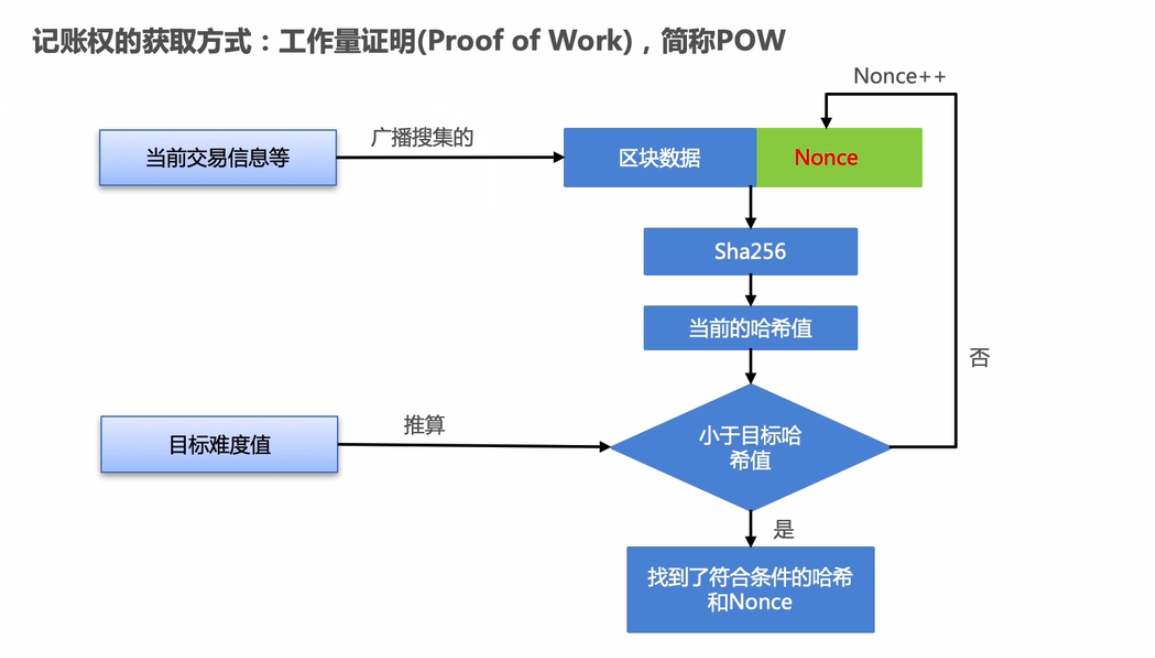 记账权的获取方式：工作量证明(Proof of Work)，简称POW
Nonce++
当前交易信息等
广播搜集的
区块数据
Nonce
Sha256
当前的哈希值
否
目标难度值
推算
小于目标哈
希值
是
找到了符合条件的哈希
和Nonce